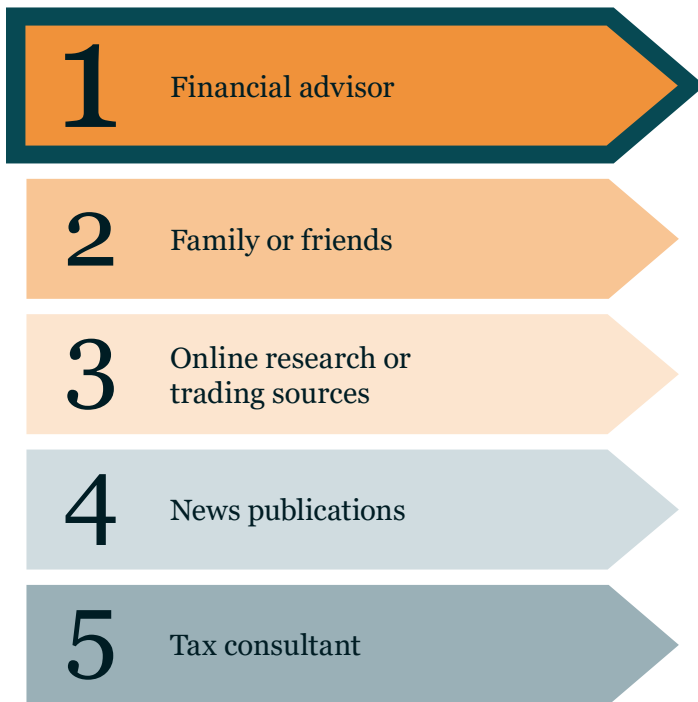 1
Financial advisor
2
Family or friends
3
Online research or
trading sources
4
News publications
5
Tax consultant